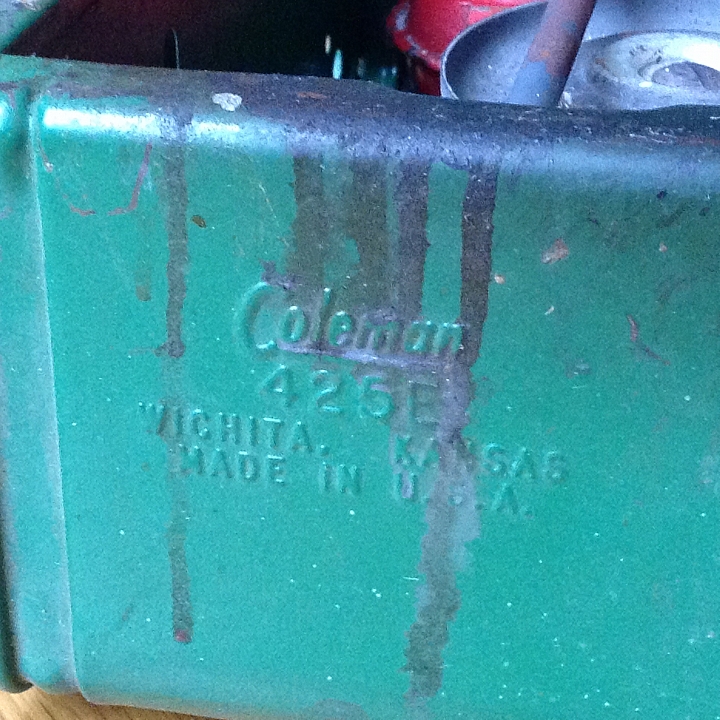 Coleman
425E
WICHITA, KANSAS
MADE IN U.S.A.